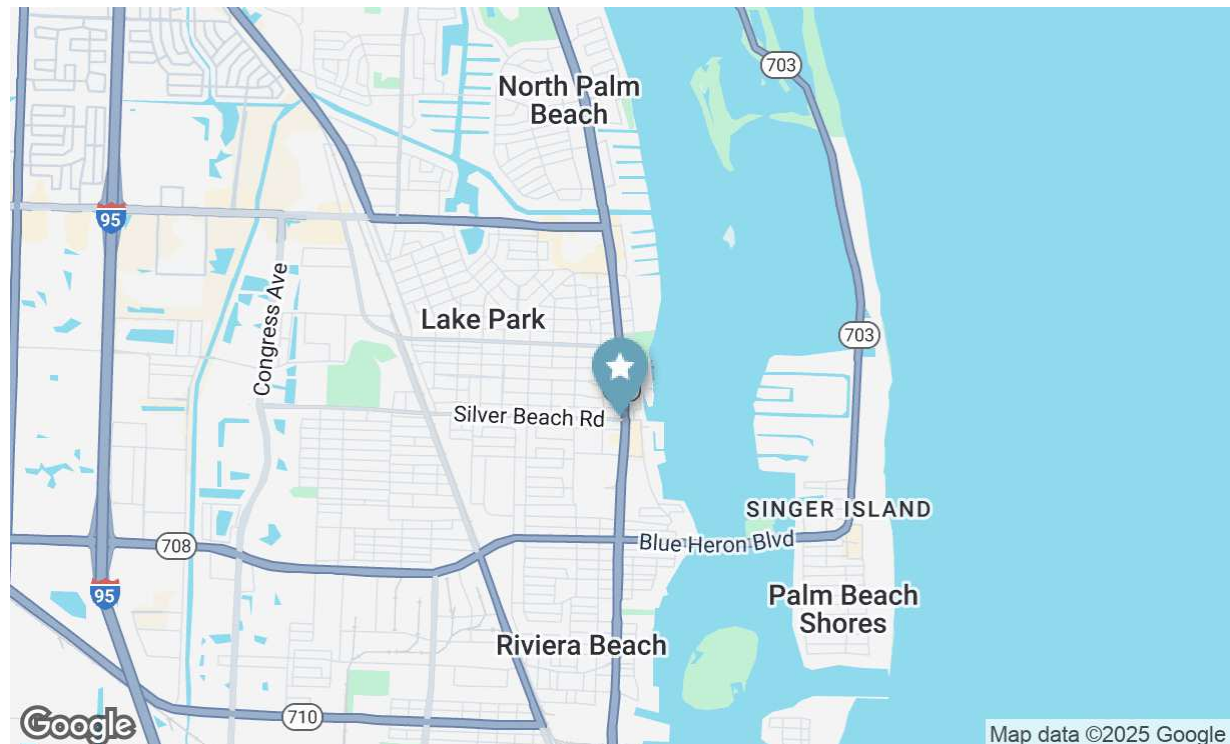 North Palm
Beach
703
95
Congress Ave
Lake Park
703
Silver Beach Rd
SINGER ISLAND
708
Blue Heron Blvd
95
Palm Beach
Shores
Riviera Beach
710
Google
Map data ©2025 Google